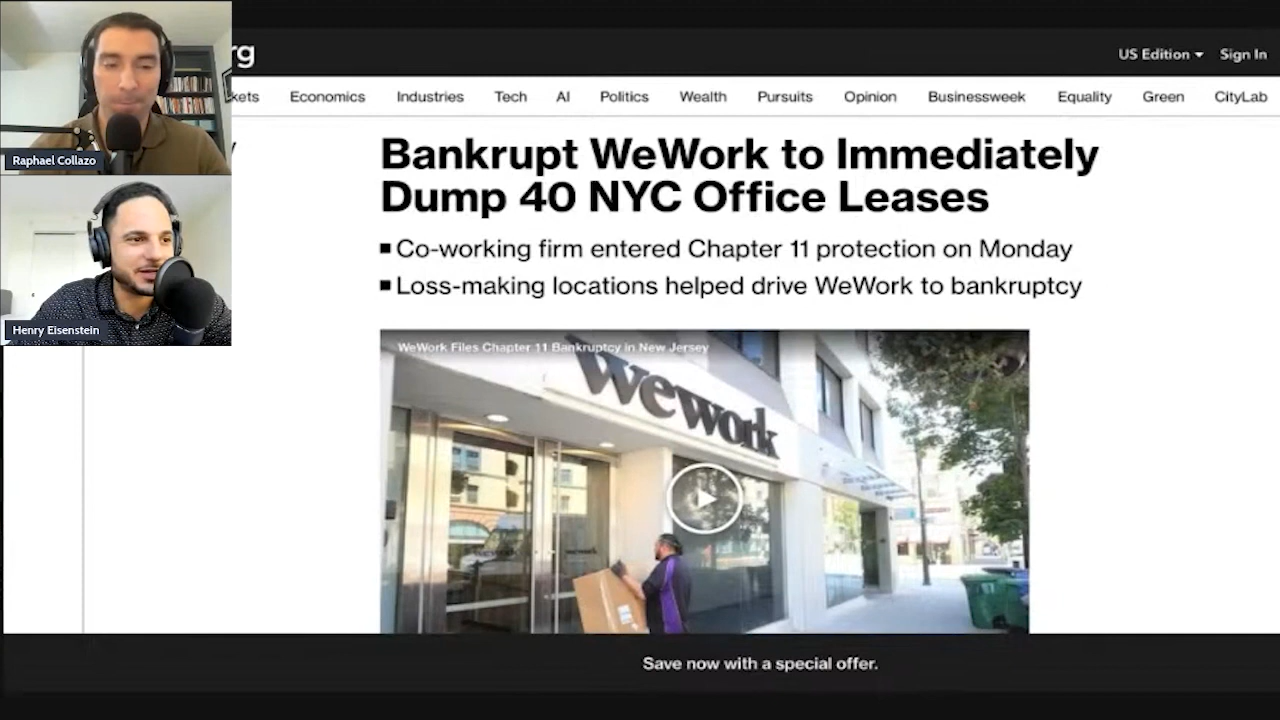 rg
US Edition
Sign In
kets Economics Industries Tech AI Politics Wealth Pursuits Opinion Businessweek Equality Green CityLab
Raphael Collazo
Bankrupt WeWork to Immediately
Dump 40 NYC Office Leases
■ Co-working firm entered Chapter 11 protection on Monday
■ Loss-making locations helped drive WeWork to bankruptcy
Henry Eisenstein
WeWork Files Chapter 11 Bankruptcy in New Jersey
wework
Save now with a special offer.